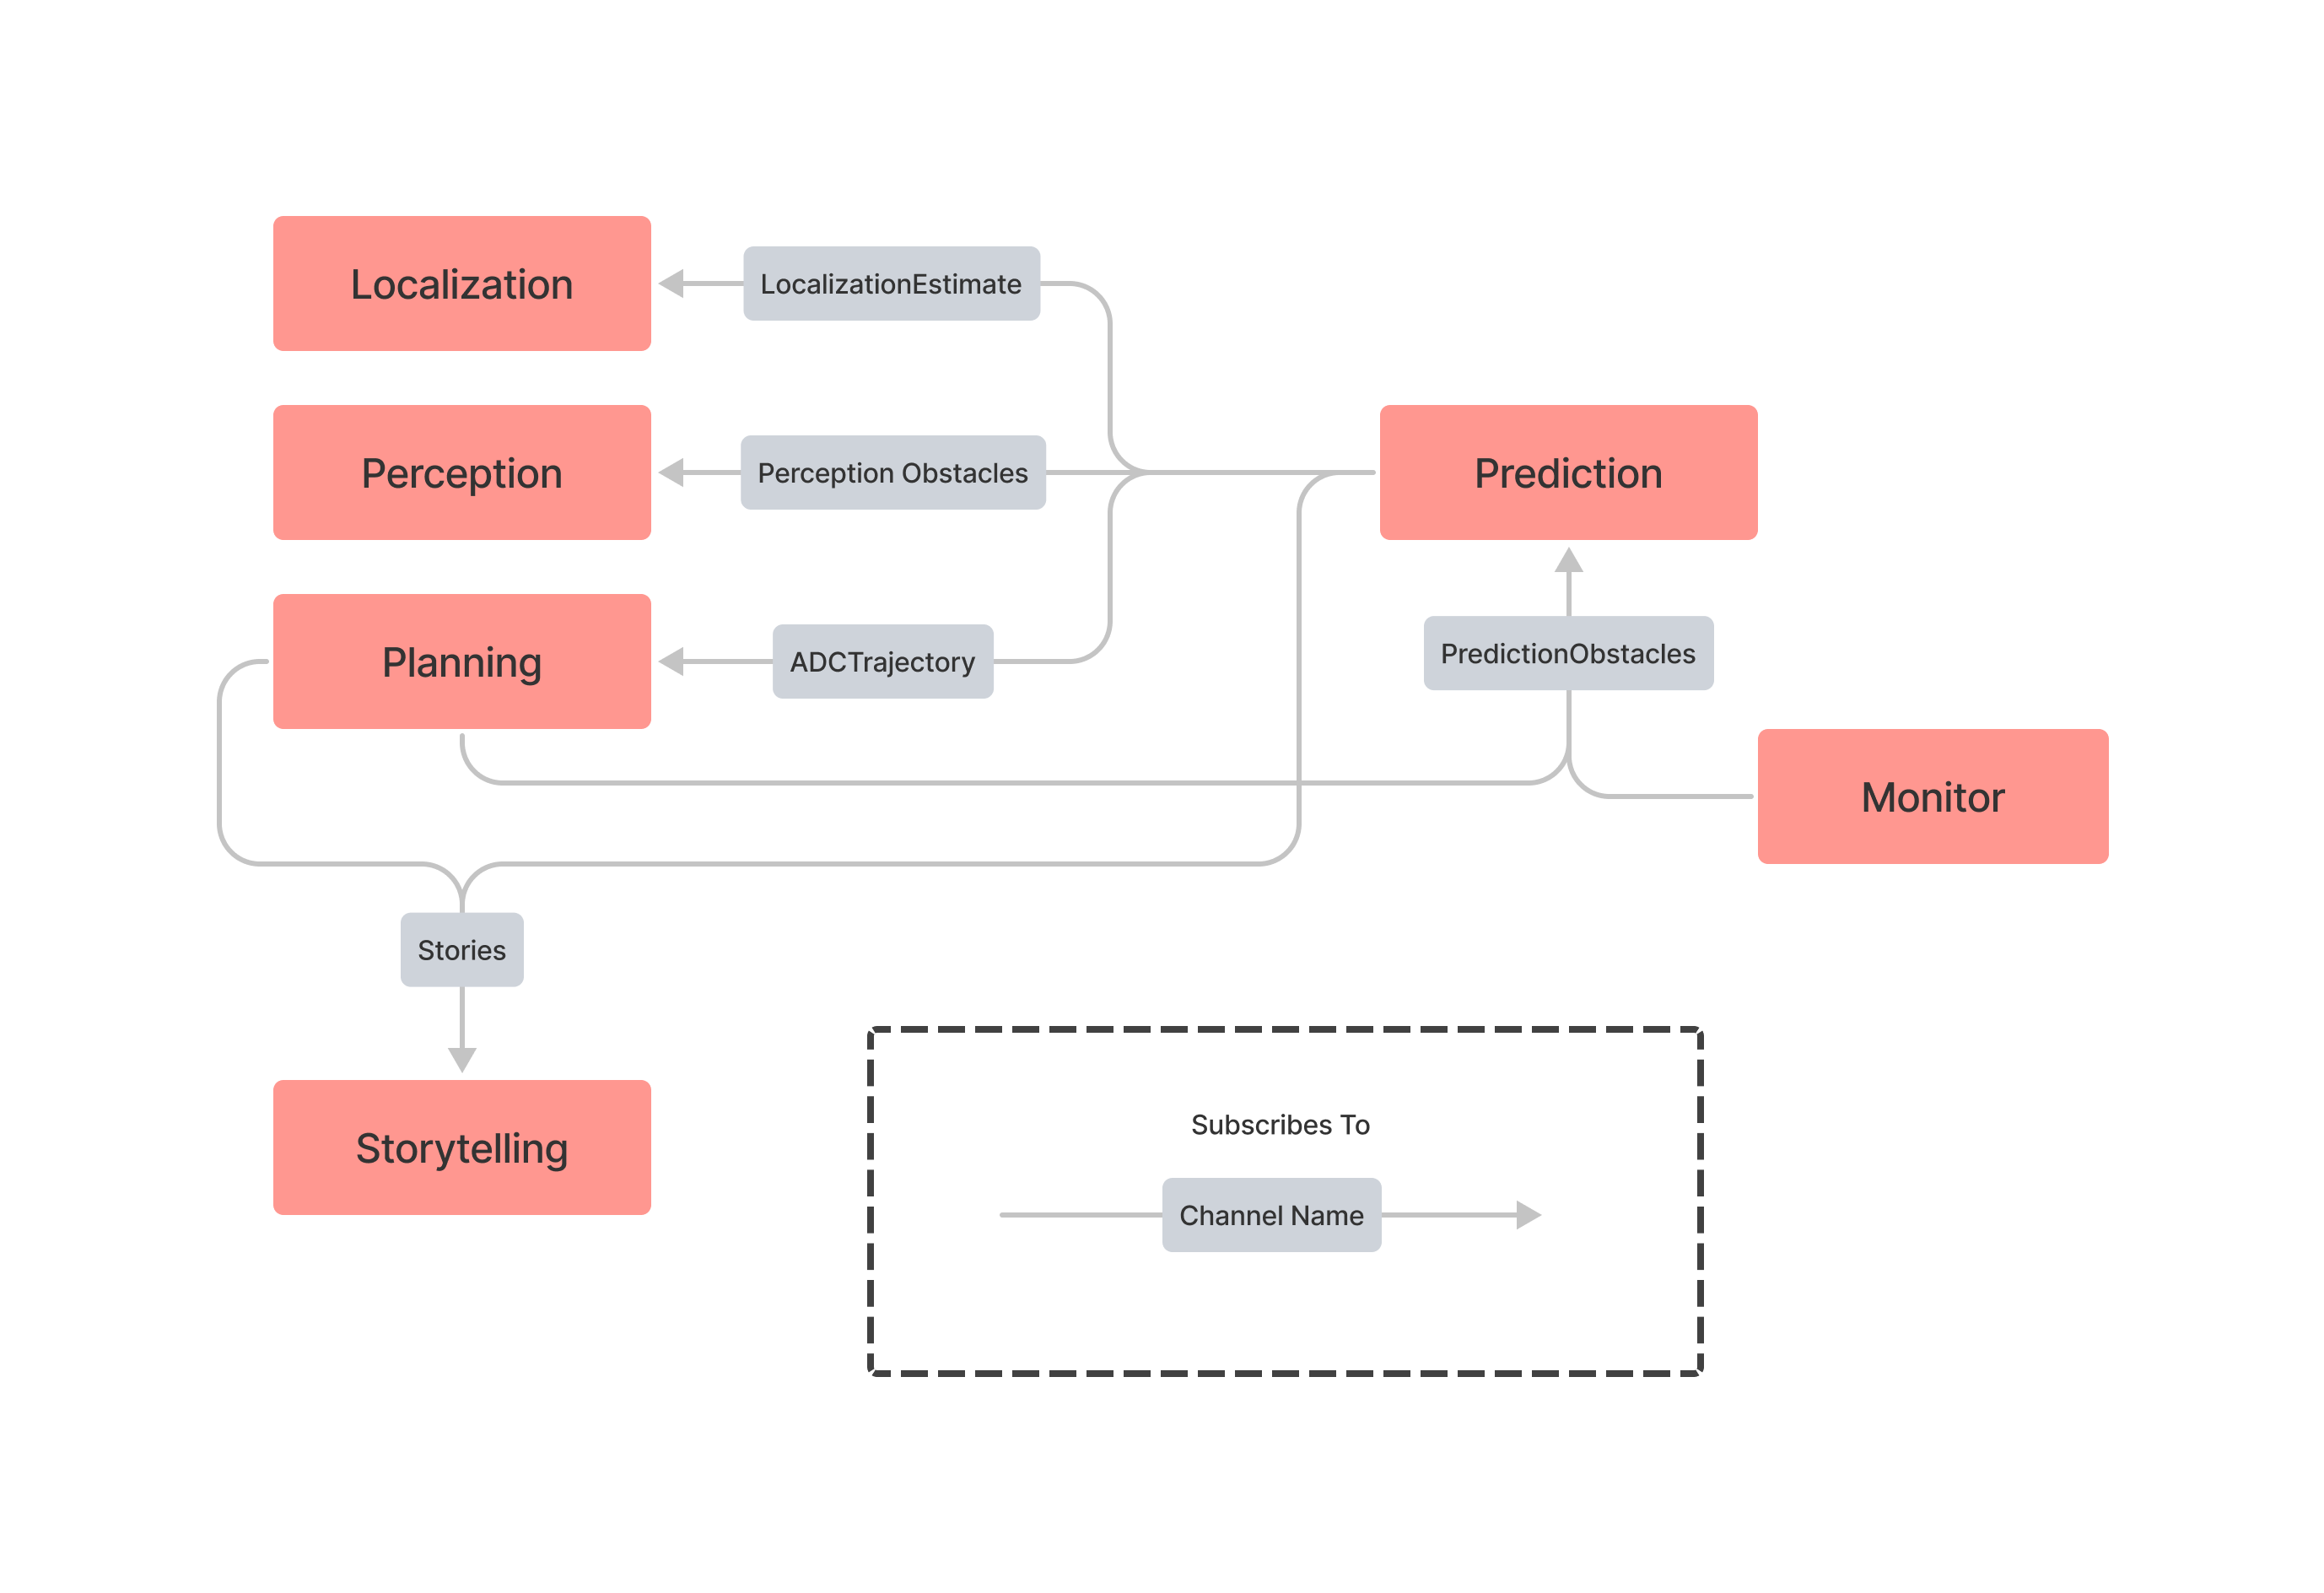 Localization
LocalizationEstimate
Perception
Perception Obstacles
Prediction
Planning
ADCTrajectory
PredictionObstacles
Monitor
Stories
Storytelling
Subscribes To
Channel Name